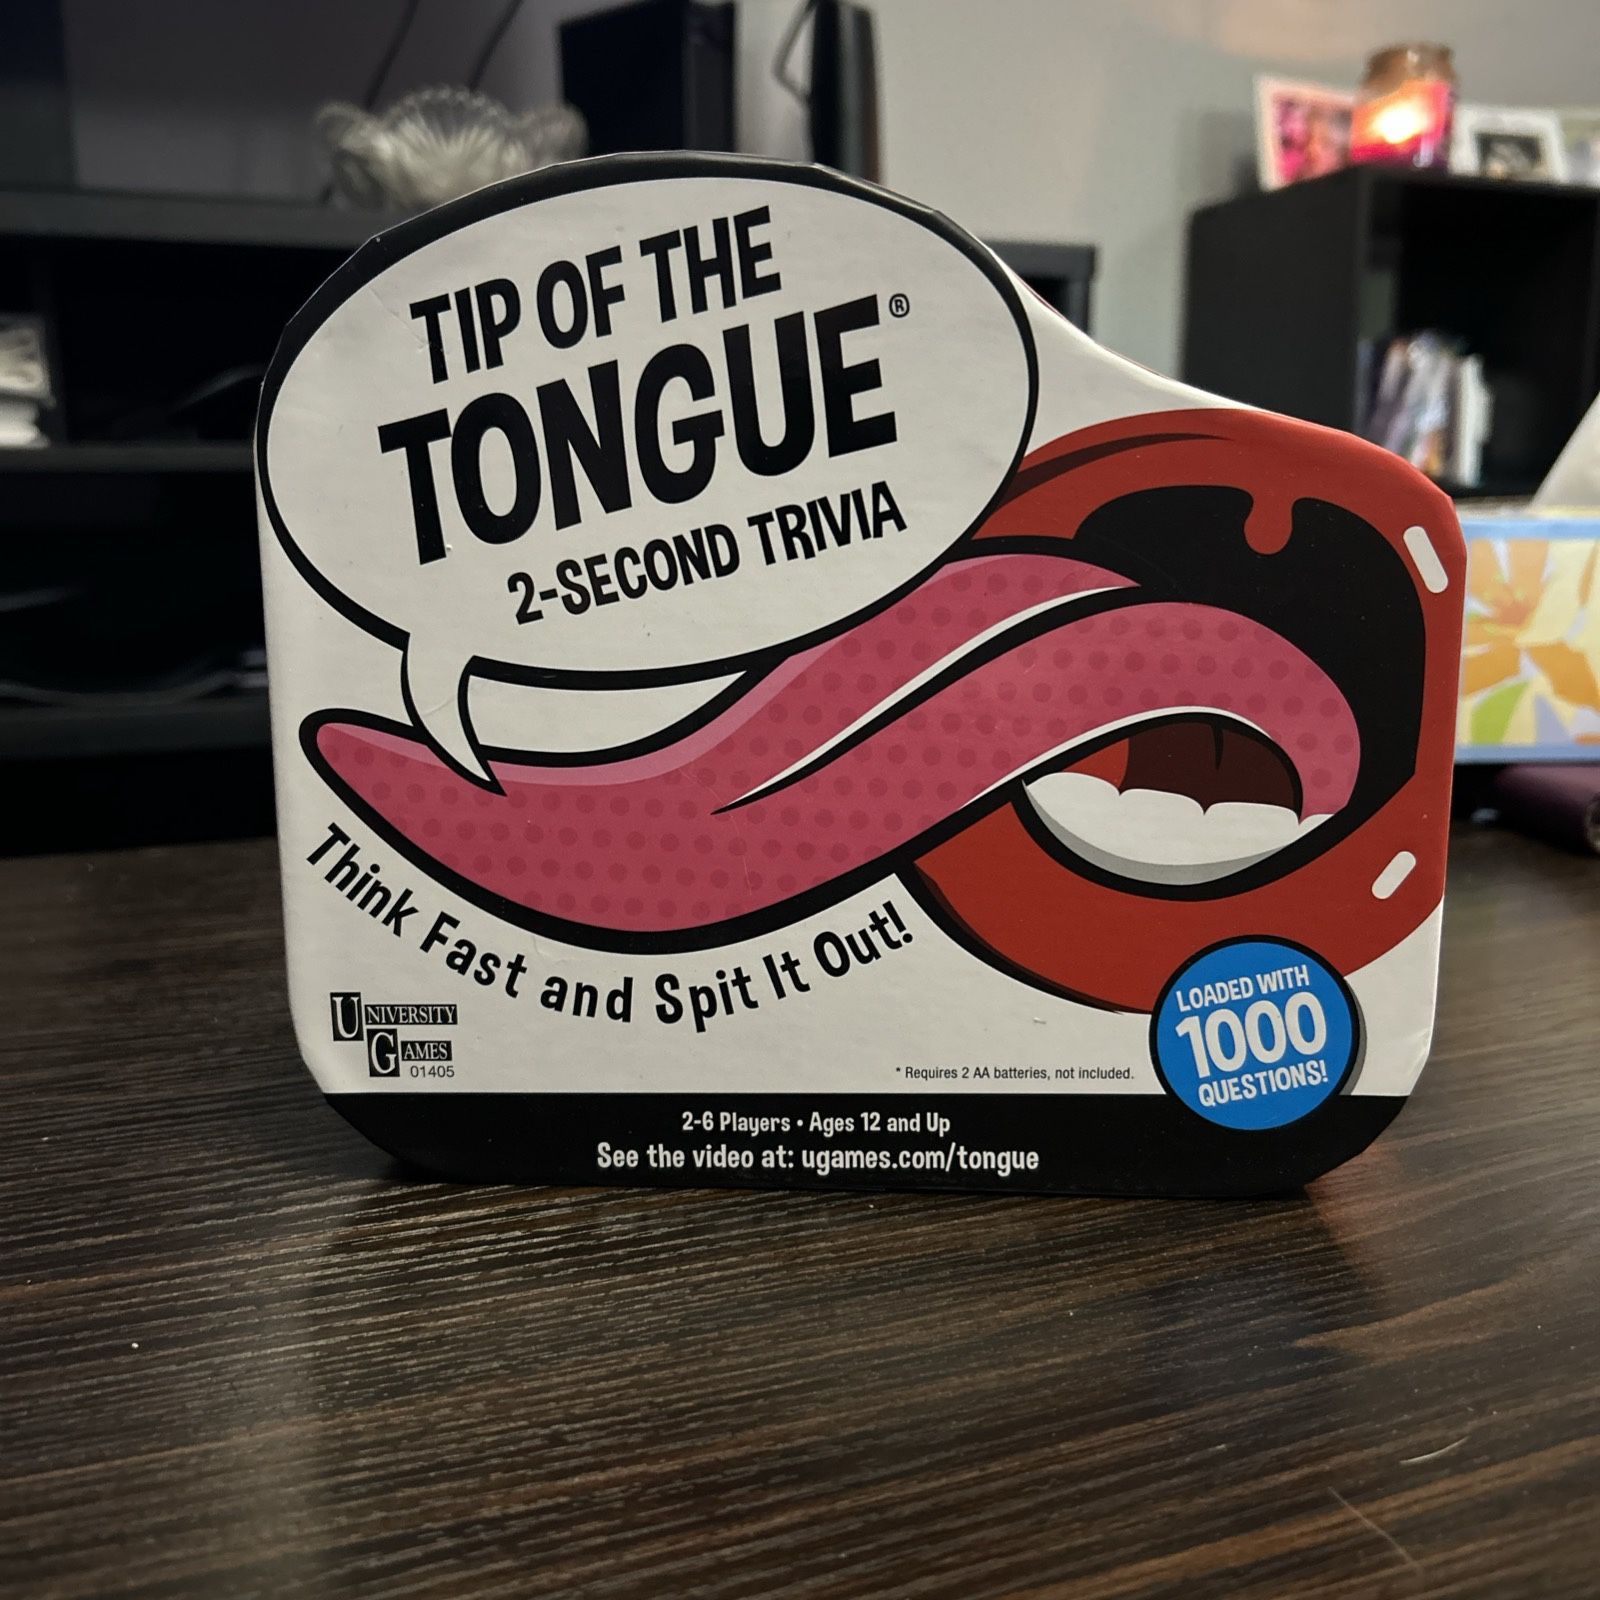 TIP OF THE
TONGUE®
2-SECOND TRIVIA
Think Fast and Spit It Out!
UNIVERSITY
GAMES
01405
* Requires 2 AA batteries, not included.
LOADED WITH
1000
QUESTIONS!
2-6 Players • Ages 12 and Up
See the video at: ugames.com/tongue